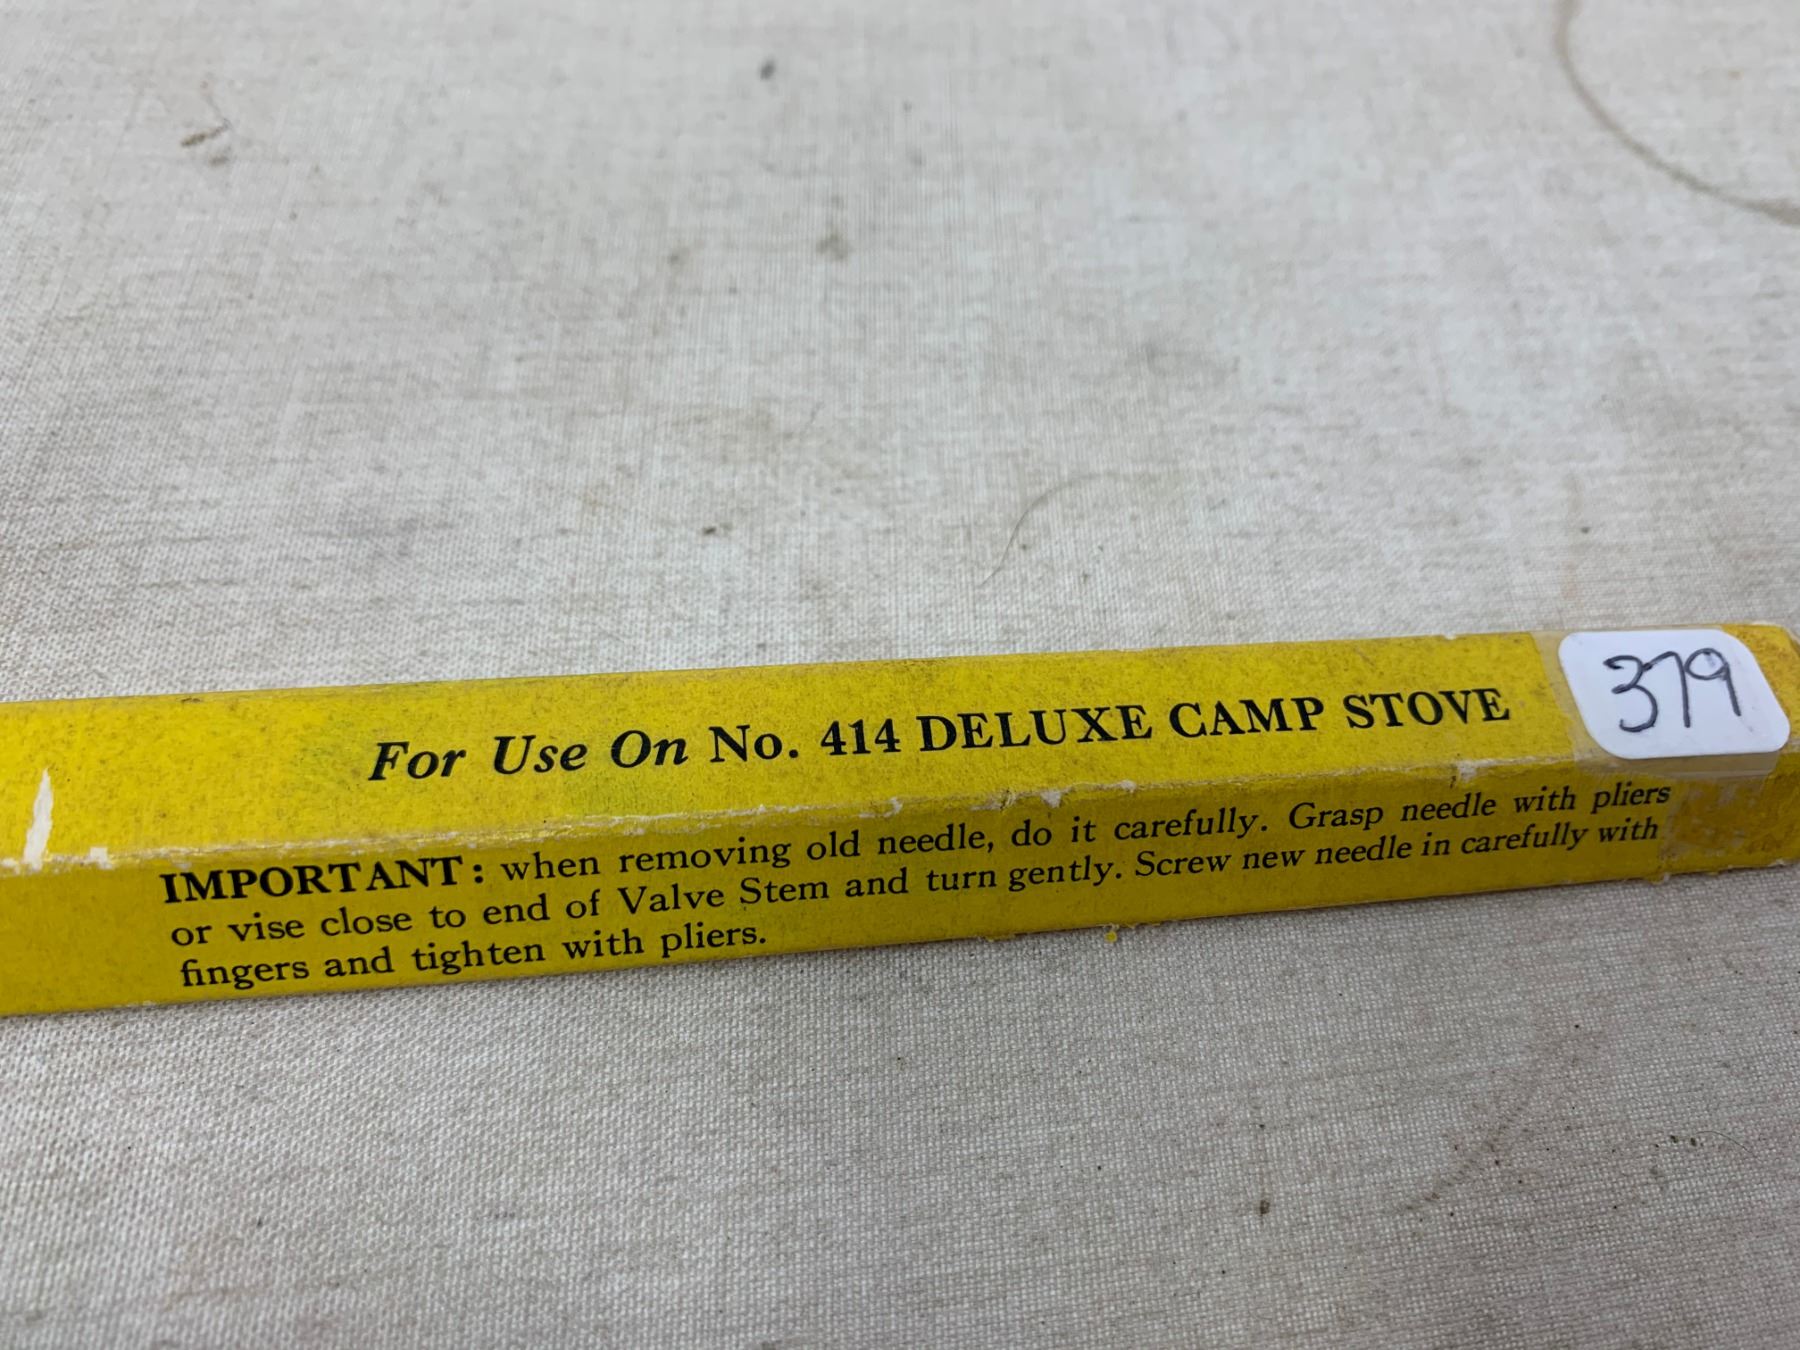 For Use On No. 414 DELUXE CAMP STOVE
379
IMPORTANT: when removing old needle, do it carefully. Grasp needle with pliers
or vise close to end of Valve Stem and turn gently. Screw new needle in carefully with
fingers and tighten with pliers.